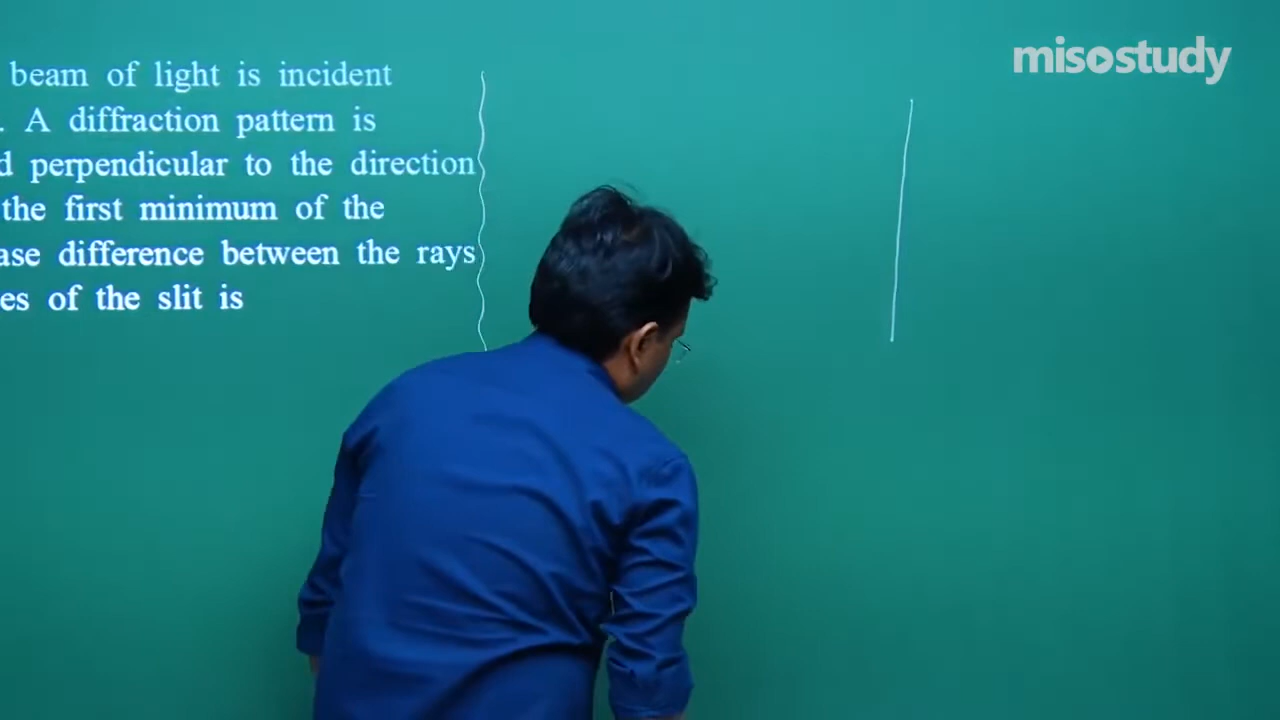 misostudy
beam of light is incident
. A diffraction pattern is
d perpendicular to the direction
the first minimum of the
ase difference between the rays
es of the slit is